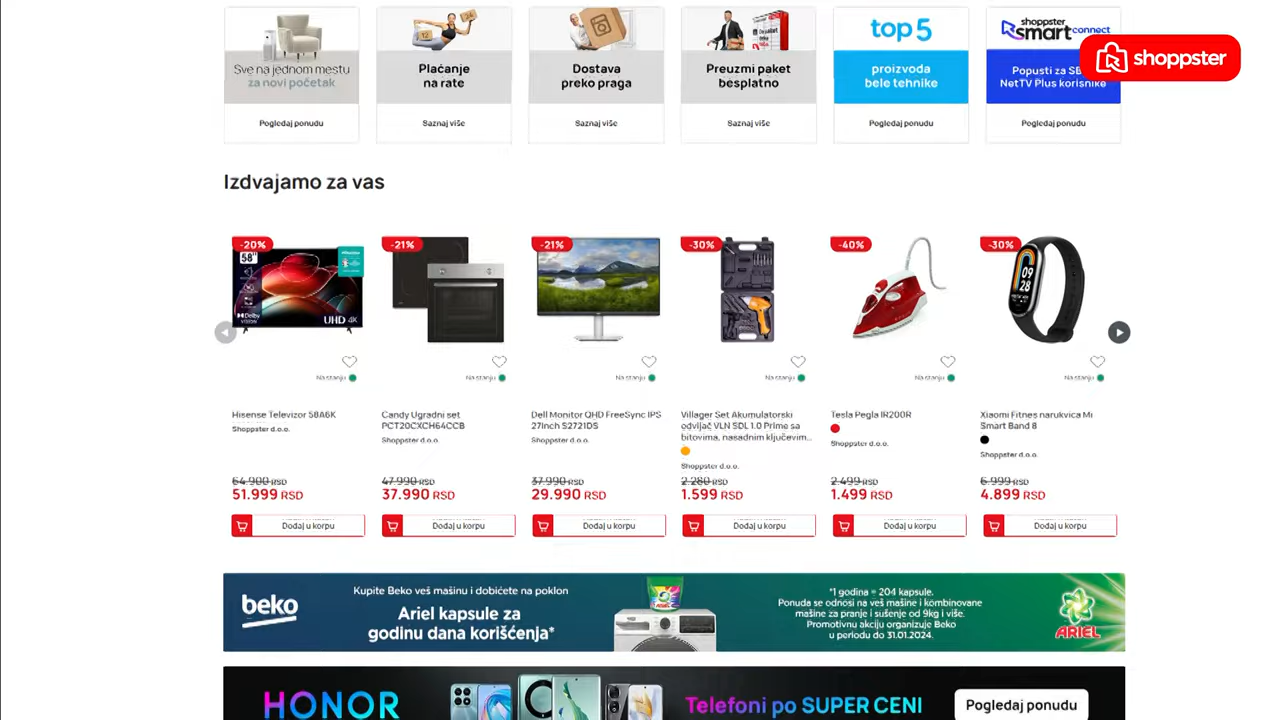 shoppster
smart connect
top 5
Sve na jednom mestu
za novi početak
Plaćanje
na rate
Dostava
preko praga
Preuzmi paket
besplatno
proizvoda
bele tehnike
Popusti za SB
NetTV Plus korisnike
shoppster
Pogledaj ponudu
Saznaj više
Saznaj više
Saznaj više
Pogledaj ponudu
Pogledaj ponudu
Izdvajamo za vas
-20%
-21%
-21%
-30%
-40%
-30%
58"
Dolby
VISION
UHD 4K
09
28
Na stanju
Na stanju
Na stanju
Na stanju
Na stanju
Na stanju
Hisense Televizor 58A6K
Shoppster d.o.o.
64.900 RSD
51.999 RSD
Dodaj u korpu
Candy Ugradni set
PCT20CXCH64CCB
Shoppster d.o.o.
47.990 RSD
37.990 RSD
Dodaj u korpu
Dell Monitor QHD FreeSync IPS
27inch S2721DS
Shoppster d.o.o.
37.990 RSD
29.990 RSD
Dodaj u korpu
Villager Set Akumulatorski
odvijač VLN SDL 1.0 Prime sa
bitovima, nasadnim ključevim...
Shoppster d.o.o.
2.280 RSD
1.599 RSD
Dodaj u korpu
Tesla Pegla IR200R
Shoppster d.o.o.
2.499 RSD
1.499 RSD
Dodaj u korpu
Xiaomi Fitnes narukvica Mi
Smart Band 8
Shoppster d.o.o.
6.999 RSD
4.899 RSD
Dodaj u korpu
beko
Kupite Beko veš mašinu i dobićete na poklon
Ariel kapsule za
godinu dana korišćenja*
*1 godina = 204 kapsule.
Ponuda se odnosi na veš mašine i kombinovane
mašine za pranje i sušenje od 9kg i više.
Promotivnu akciju organizuje Beko
u periodu do 31.01.2024.
ARIEL
HONOR
Telefoni po SUPER CENI
Pogledaj ponudu